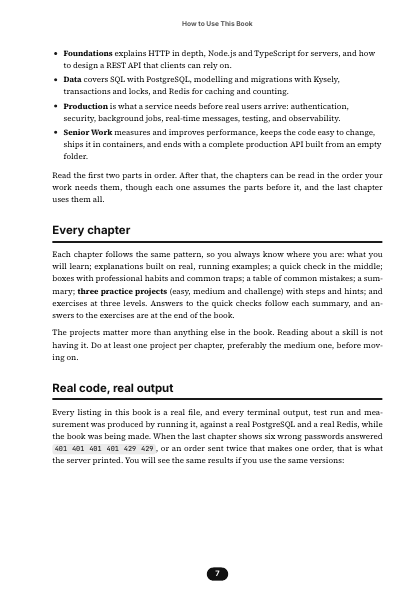 How to Use This Book
• Foundations explains HTTP in depth, Node.js and TypeScript for servers, and how
to design a REST API that clients can rely on.
• Data covers SQL with PostgreSQL, modelling and migrations with Kysely,
transactions and locks, and Redis for caching and counting.
• Production is what a service needs before real users arrive: authentication,
security, background jobs, real-time messages, testing, and observability.
• Senior Work measures and improves performance, keeps the code easy to change,
ships it in containers, and ends with a complete production API built from an empty
folder.
Read the first two parts in order. After that, the chapters can be read in the order your
work needs them, though each one assumes the parts before it, and the last chapter
uses them all.
Every chapter
Each chapter follows the same pattern, so you always know where you are: what you
will learn; explanations built on real, running examples; a quick check in the middle;
boxes with professional habits and common traps; a table of common mistakes; a sum-
mary; three practice projects (easy, medium and challenge) with steps and hints; and
exercises at three levels. Answers to the quick checks follow each summary, and an-
swers to the exercises are at the end of the book.
The projects matter more than anything else in the book. Reading about a skill is not
having it. Do at least one project per chapter, preferably the medium one, before mov-
ing on.
Real code, real output
Every listing in this book is a real file, and every terminal output, test run and mea-
surement was produced by running it, against a real PostgreSQL and a real Redis, while
the book was being made. When the last chapter shows six wrong passwords answered
401 401 401 401 429 429, or an order sent twice that makes one order, that is what
the server printed. You will see the same results if you use the same versions:
7